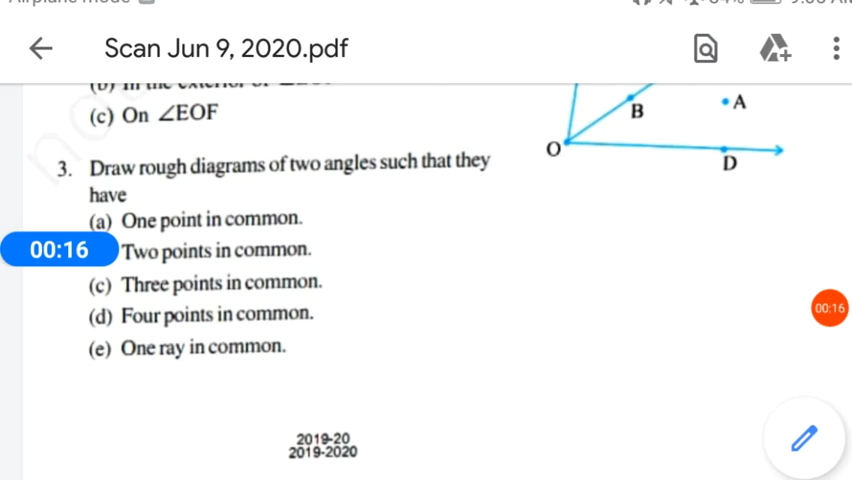 Scan Jun 9, 2020.pdf
(c) On ∠EOF
B
A
O
D
3. Draw rough diagrams of two angles such that they
have
(a) One point in common.
00:16 Two points in common.
(c) Three points in common.
00:16
(d) Four points in common.
(e) One ray in common.
2019-20
2019-2020